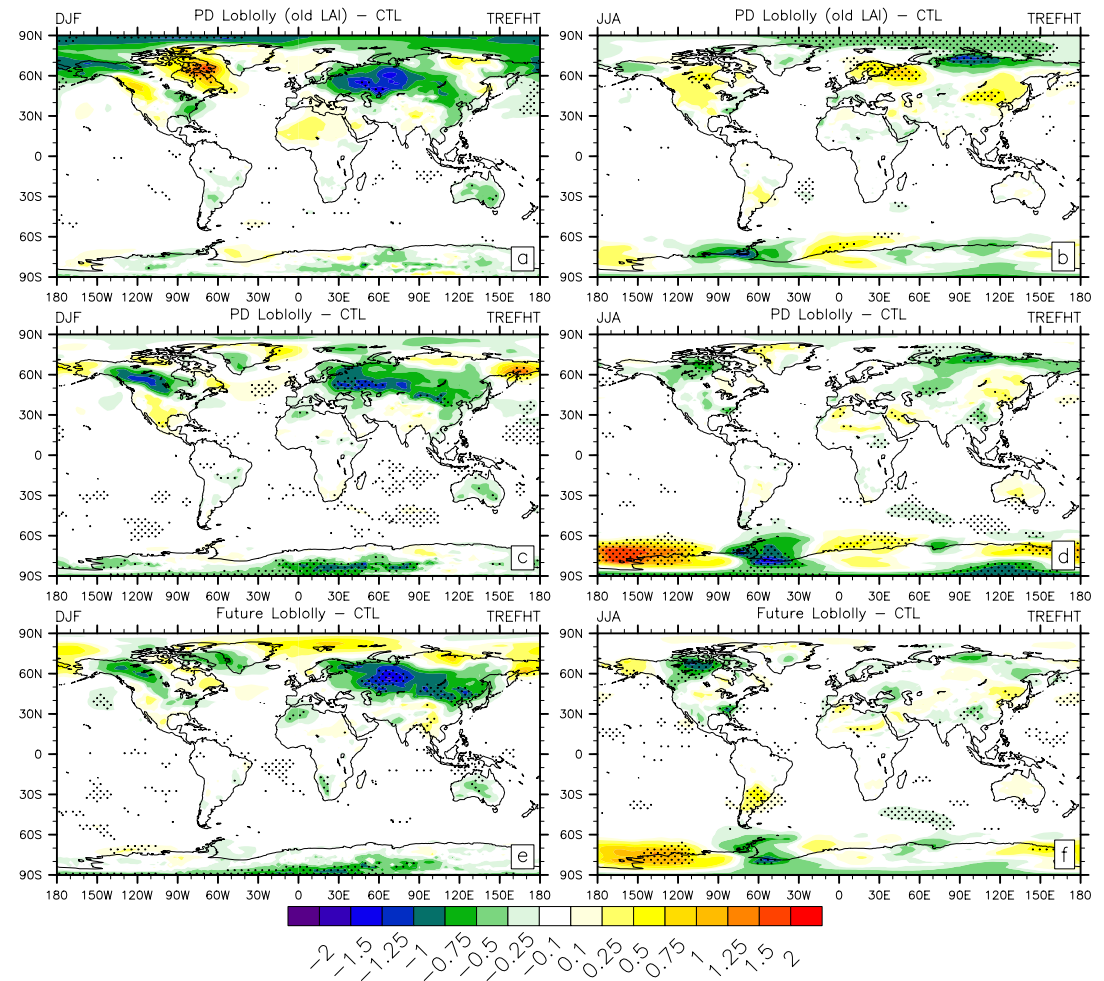 DJF PD Loblolly (old LAI) − CTL TREFHT
JJA PD Loblolly (old LAI) − CTL TREFHT
90N
60N
30N
0
30S
60S
90S
a
90N
60N
30N
0
30S
60S
90S
b
180 150W 120W 90W 60W 30W 0 30E 60E 90E 120E 150E 180
180 150W 120W 90W 60W 30W 0 30E 60E 90E 120E 150E 180
DJF PD Loblolly − CTL TREFHT
JJA PD Loblolly − CTL TREFHT
90N
60N
30N
0
30S
60S
90S
c
90N
60N
30N
0
30S
60S
90S
d
180 150W 120W 90W 60W 30W 0 30E 60E 90E 120E 150E 180
180 150W 120W 90W 60W 30W 0 30E 60E 90E 120E 150E 180
DJF Future Loblolly − CTL TREFHT
JJA Future Loblolly − CTL TREFHT
90N
60N
30N
0
30S
60S
90S
e
90N
60N
30N
0
30S
60S
90S
f
180 150W 120W 90W 60W 30W 0 30E 60E 90E 120E 150E 180
180 150W 120W 90W 60W 30W 0 30E 60E 90E 120E 150E 180
−2 −1.5 −1.25 −1 −0.75 −0.5 −0.25 −0.1 0.1 0.25 0.5 0.75 1 1.25 1.5 2